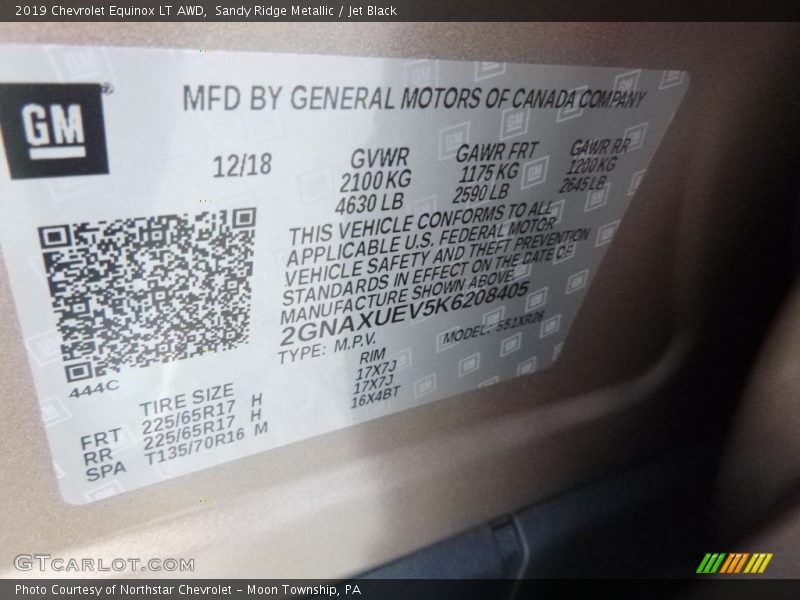 2019 Chevrolet Equinox LT AWD, Sandy Ridge Metallic / Jet Black
GM
MFD BY GENERAL MOTORS OF CANADA COMPANY
12/18 GVWR GAWR FRT GAWR RR
2100 KG 1175 KG 1200 KG
4630 LB 2590 LB 2645 LB
THIS VEHICLE CONFORMS TO ALL
APPLICABLE U.S. FEDERAL MOTOR
VEHICLE SAFETY AND THEFT PREVENTION
STANDARDS IN EFFECT ON THE DATE OF
MANUFACTURE SHOWN ABOVE
2GNAXUEV5K6208405
TYPE: M.P.V. MODEL:
444C
TIRE SIZE RIM
FRT 225/65R17 H 17X7J
RR 225/65R17 H 17X7J
SPA T135/70R16 M 16X4BT
GTcarlot.com
Photo Courtesy of Northstar Chevrolet - Moon Township, PA